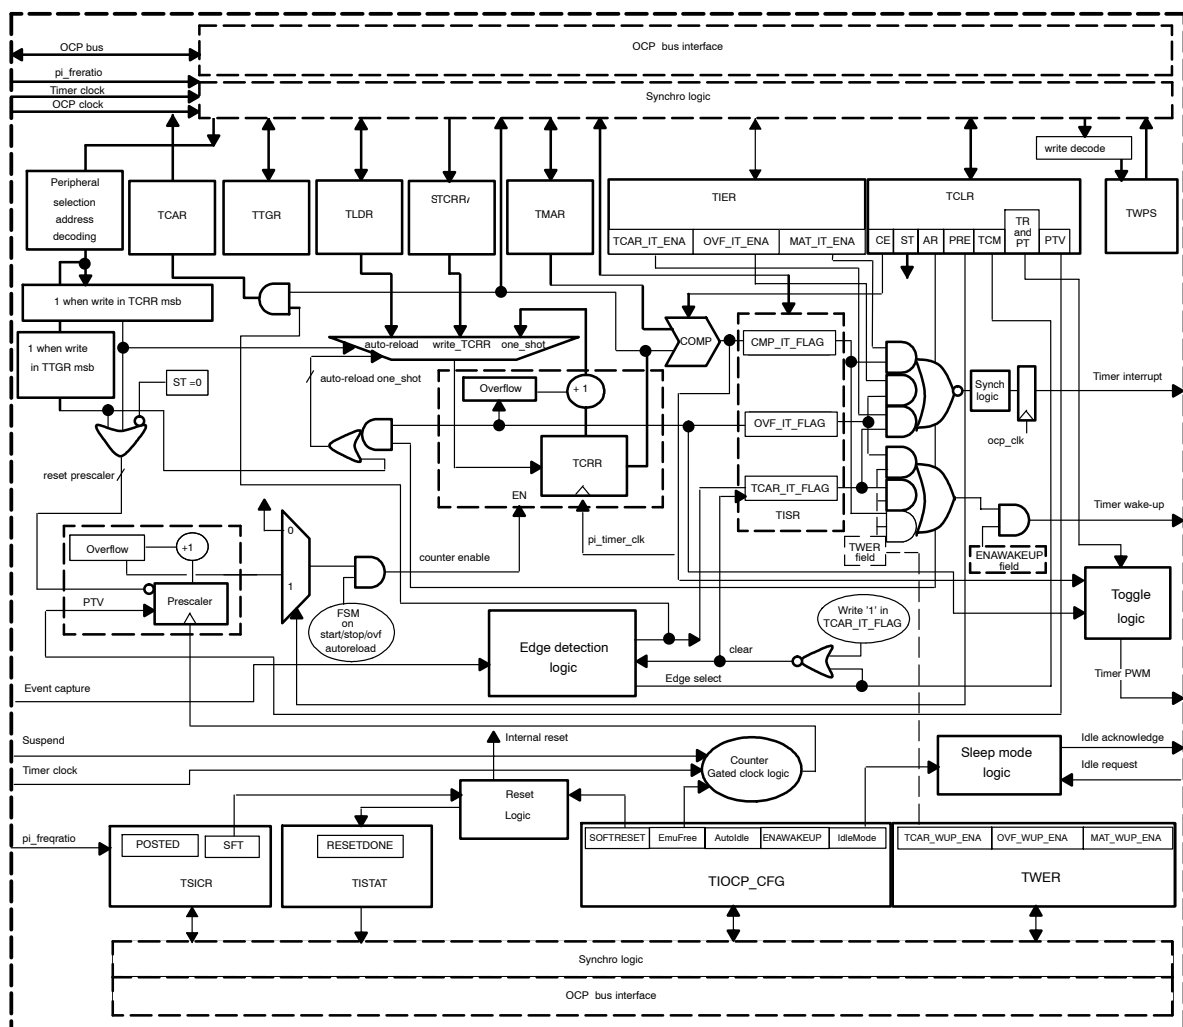 OCP bus
OCP bus interface
pi_freratio
Timer clock
OCP clock
Synchro logic
write decode
Peripheral
selection
address
decoding
TCAR
TTGR
TLDR
STCRR/
TMAR
TIER
TCAR_IT_ENA
OVF_IT_ENA
MAT_IT_ENA
TCLR
CE
ST
AR
PRE
TCM
TR
and
PT
PTV
TWPS
1 when write in TCRR msb
1 when write
in TTGR msb
auto-reload
write_TCRR
one_shot
COMP
CMP_IT_FLAG
ST =0
auto-reload one_shot
Overflow
+ 1
Synch
logic
Timer interrupt
ocp_clk
OVF_IT_FLAG
TCRR
EN
TCAR_IT_FLAG
TISR
reset prescaler
0
1
Timer wake-up
pi_timer_clk
TWER
field
ENAWAKEUP
field
Overflow
+1
Prescaler
PTV
counter enable
FSM
on
start/stop/ovf
autoreload
Toggle
logic
Edge detection
logic
Write '1' in
TCAR_IT_FLAG
clear
Edge select
Timer PWM
Event capture
Suspend
Timer clock
Internal reset
Counter
Gated clock logic
Sleep mode
logic
Idle acknowledge
Idle request
Reset
Logic
pi_freqratio
POSTED
SFT
TSICR
RESETDONE
TISTAT
SOFTRESET
EmuFree
AutoIdle
ENAWAKEUP
IdleMode
TIOCP_CFG
TCAR_WUP_ENA
OVF_WUP_ENA
MAT_WUP_ENA
TWER
Synchro logic
OCP bus interface